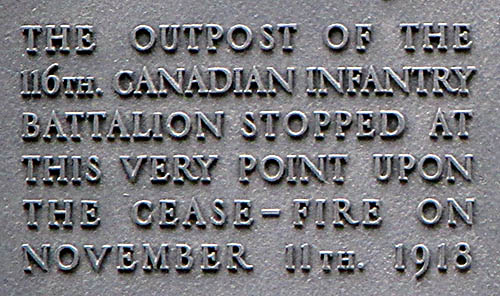 THE OUTPOST OF THE
116TH. CANADIAN INFANTRY
BATTALION STOPPED AT
THIS VERY POINT UPON
THE CEASE-FIRE ON
NOVEMBER 11TH. 1918